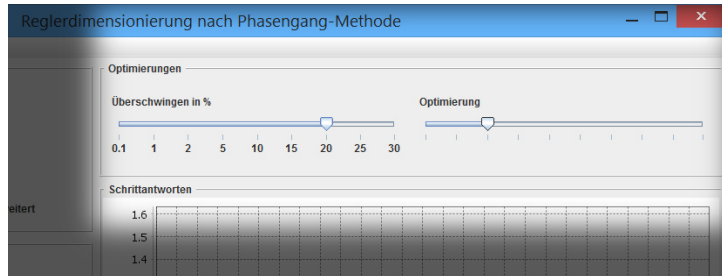 Reglerdimensionierung nach Phasengang-Methode
Optimierungen
Überschwingen in %
Optimierung
0.1 1 2 5 10 15 20 25 30
Schrittantworten
eitert
1.6
1.5
1.4